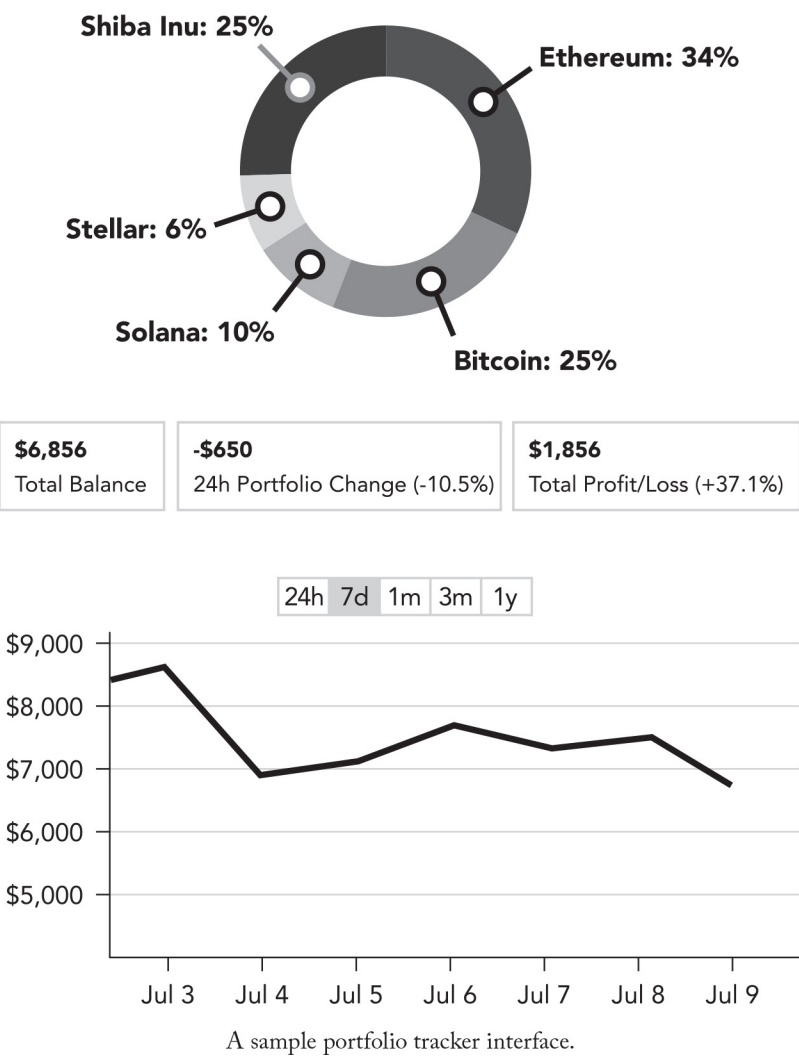 Shiba Inu: 25%
Ethereum: 34%
Stellar: 6%
Solana: 10%
Bitcoin: 25%
$6,856
Total Balance
-$650
24h Portfolio Change (-10.5%)
$1,856
Total Profit/Loss (+37.1%)
24h 7d 1m 3m 1y
$9,000
$8,000
$7,000
$6,000
$5,000
Jul 3 Jul 4 Jul 5 Jul 6 Jul 7 Jul 8 Jul 9
A sample portfolio tracker interface.